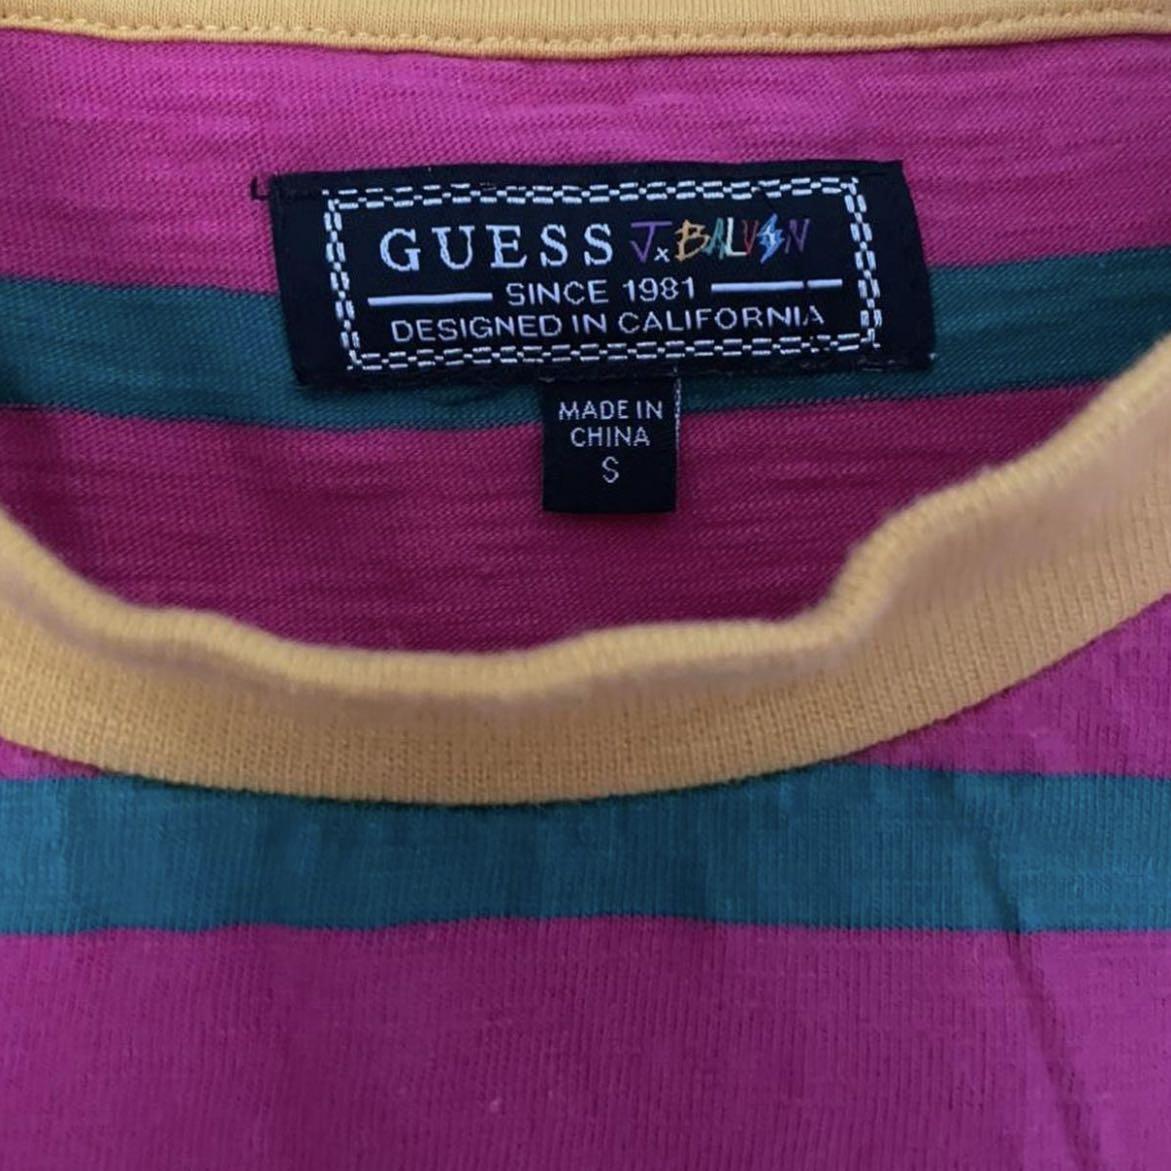 GUESS J x BALVIN
SINCE 1981
DESIGNED IN CALIFORNIA
MADE IN
CHINA
S